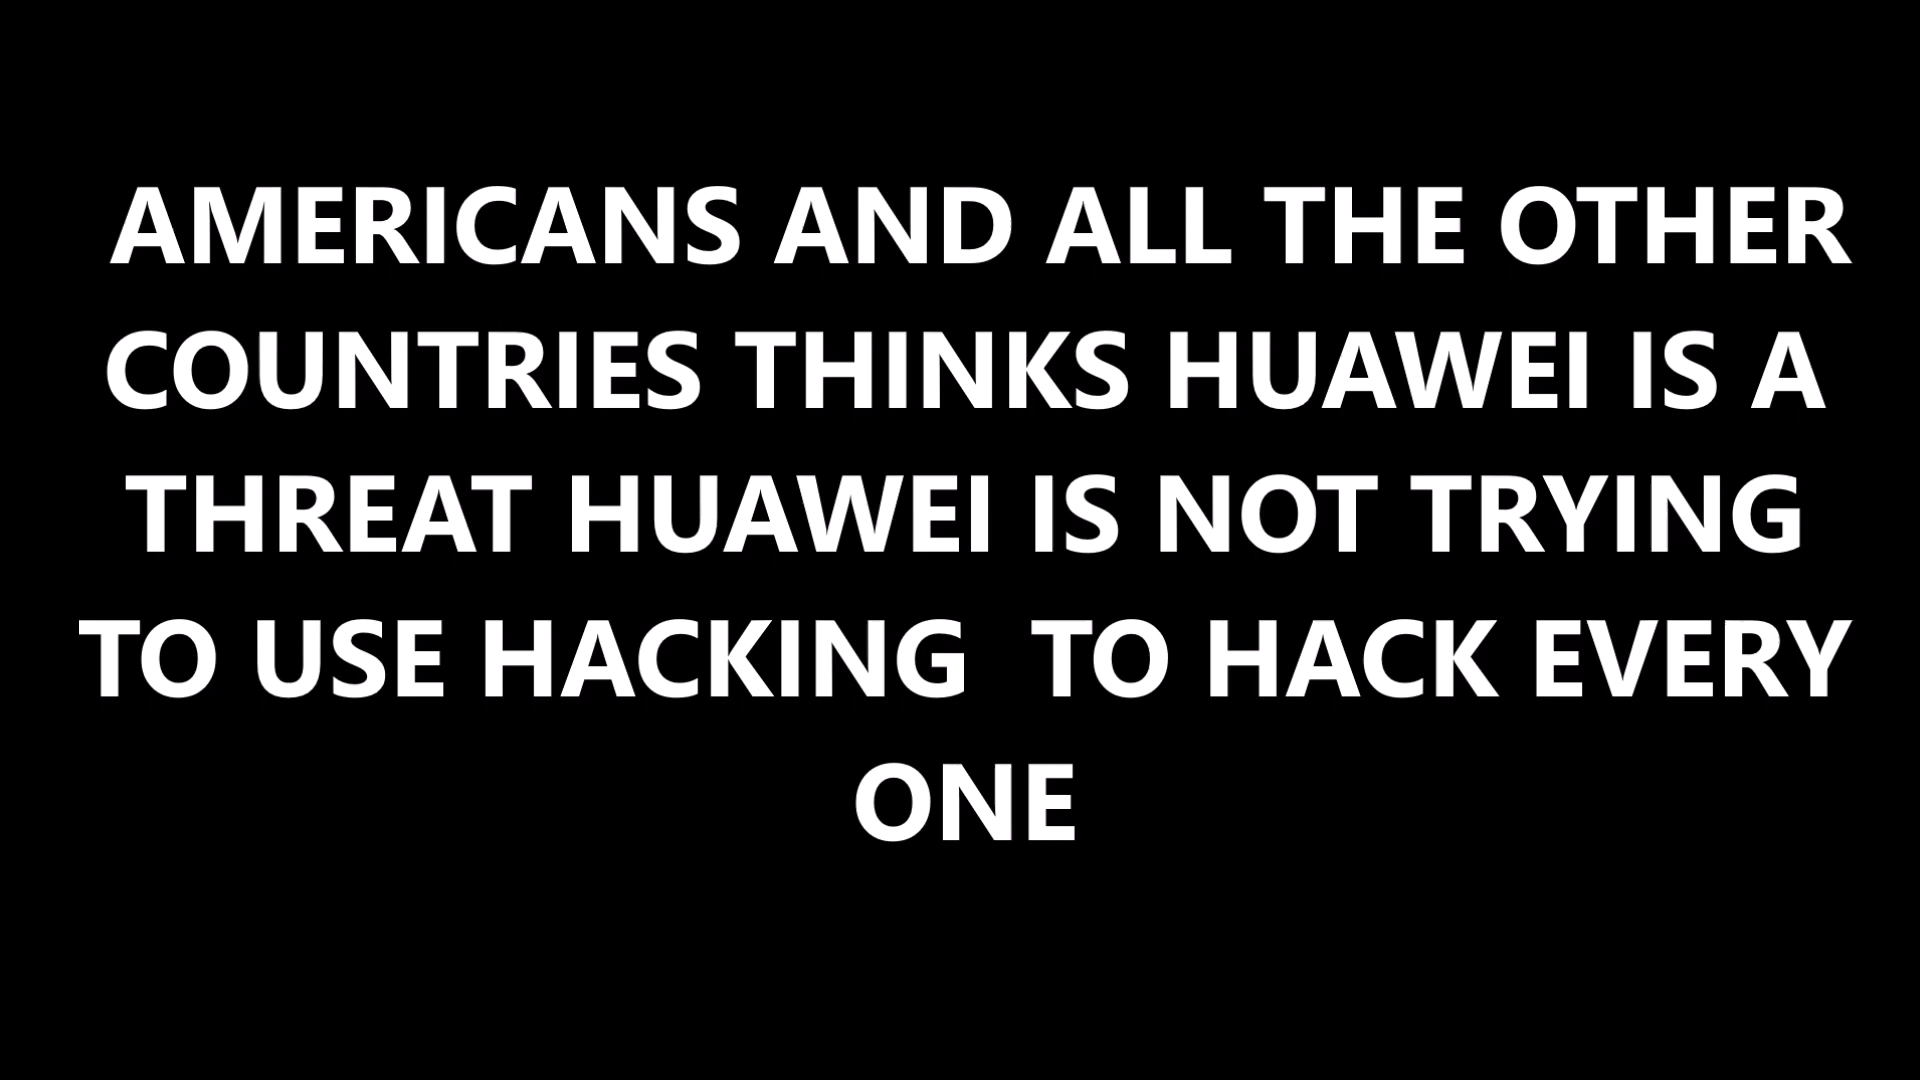 AMERICANS AND ALL THE OTHER
COUNTRIES THINKS HUAWEI IS A
THREAT HUAWEI IS NOT TRYING
TO USE HACKING  TO HACK EVERY
ONE